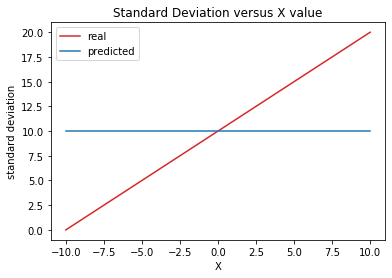 Standard Deviation versus X value
real
predicted
standard deviation
20.0
17.5
15.0
12.5
10.0
7.5
5.0
2.5
0.0
−10.0 −7.5 −5.0 −2.5 0.0 2.5 5.0 7.5 10.0
X